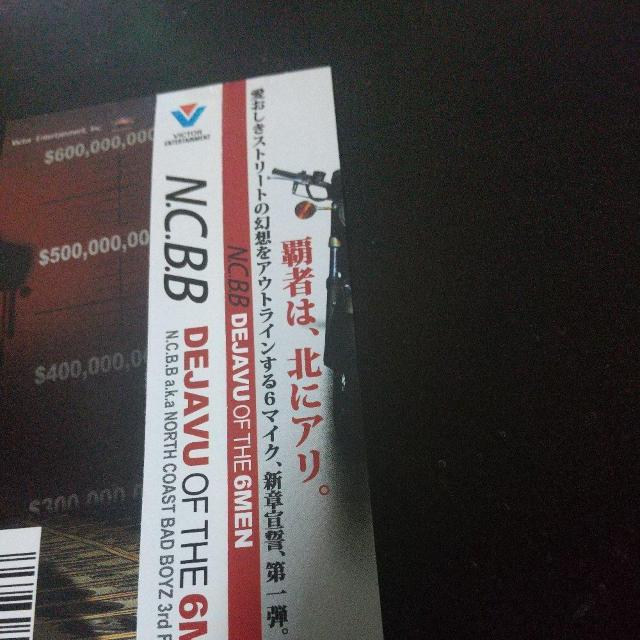 $600,000,00
$500,000,00
$400,000,0
$300,000,0
VICTOR
ENTERTAINMENT
N.C.B.B DEJAVU OF THE 6M
N.C.B.B a.k.a NORTH COAST BAD BOYZ 3rd
N.C.B.B DEJAVU OF THE 6MEN
愛おしきストリートの幻想をアウトラインする6マイク、新章宣誓、第一弾。
覇者は、北にアリ。